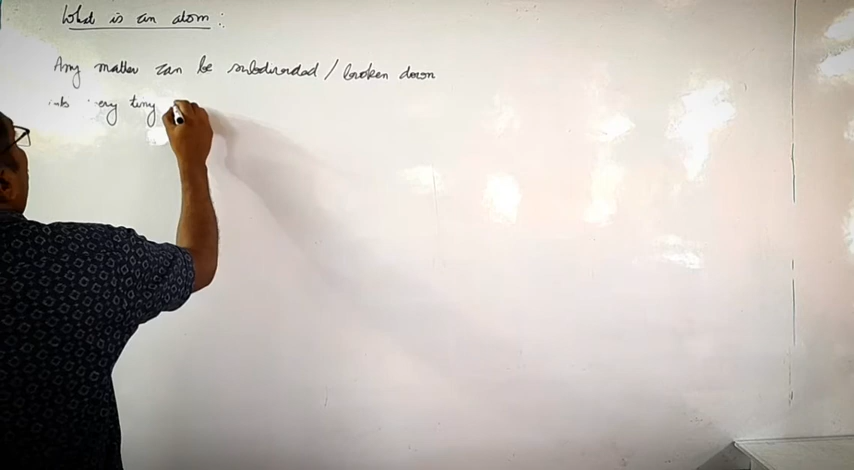 What is an atom :
Any matter can be subdivided / broken down
into very tiny